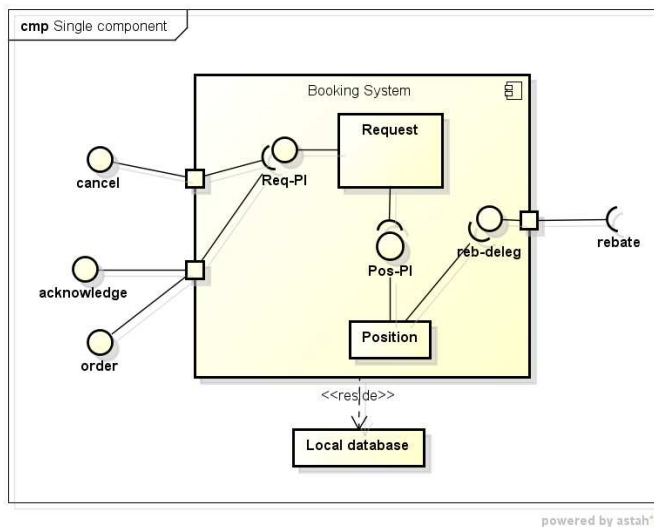 cmp Single component
Booking System
Request
cancel
Req-PI
acknowledge
Pos-PI
reb-deleg
rebate
order
Position
<<reside>>
Local database
powered by astah*